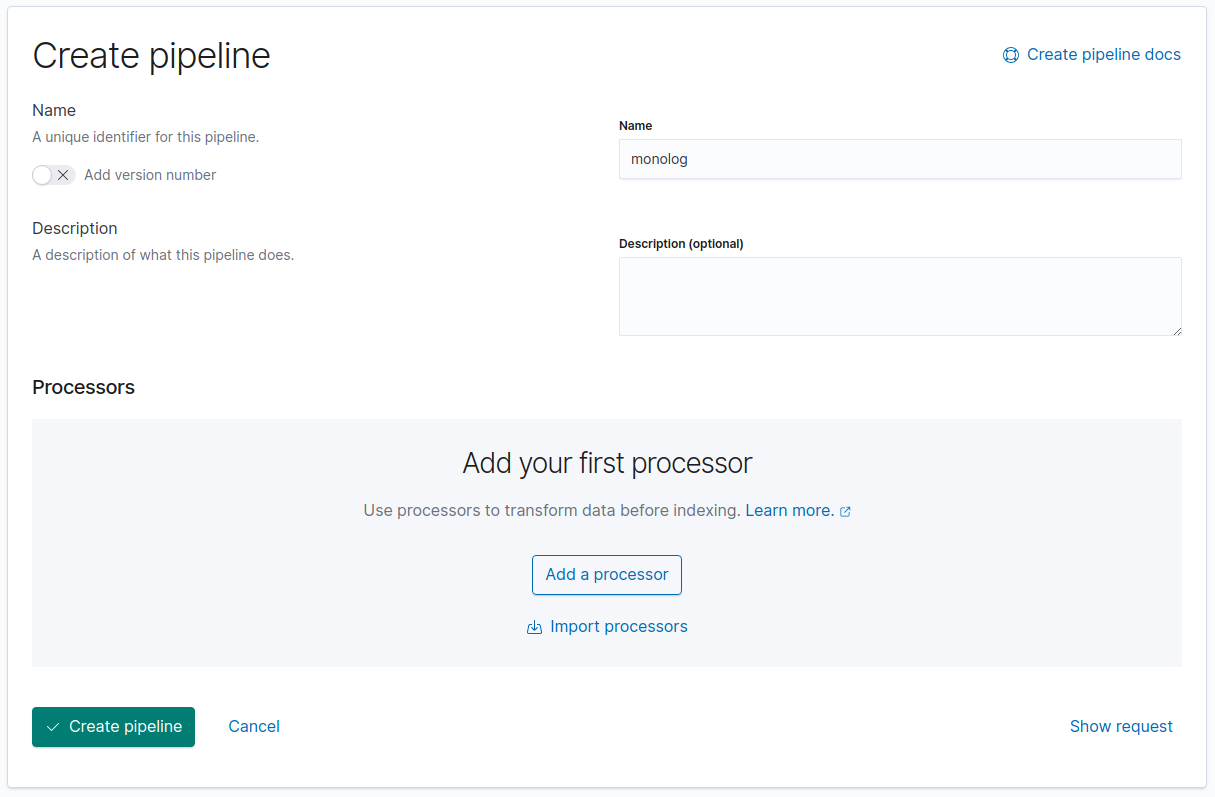 Create pipeline
Create pipeline docs
Name
A unique identifier for this pipeline.
Add version number
Name
monolog
Description
A description of what this pipeline does.
Description (optional)
Processors
Add your first processor
Use processors to transform data before indexing. Learn more.
Add a processor
Import processors
Create pipeline
Cancel
Show request